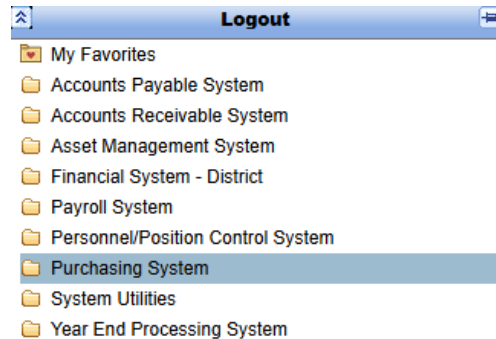 Logout
My Favorites
Accounts Payable System
Accounts Receivable System
Asset Management System
Financial System - District
Payroll System
Personnel/Position Control System
Purchasing System
System Utilities
Year End Processing System